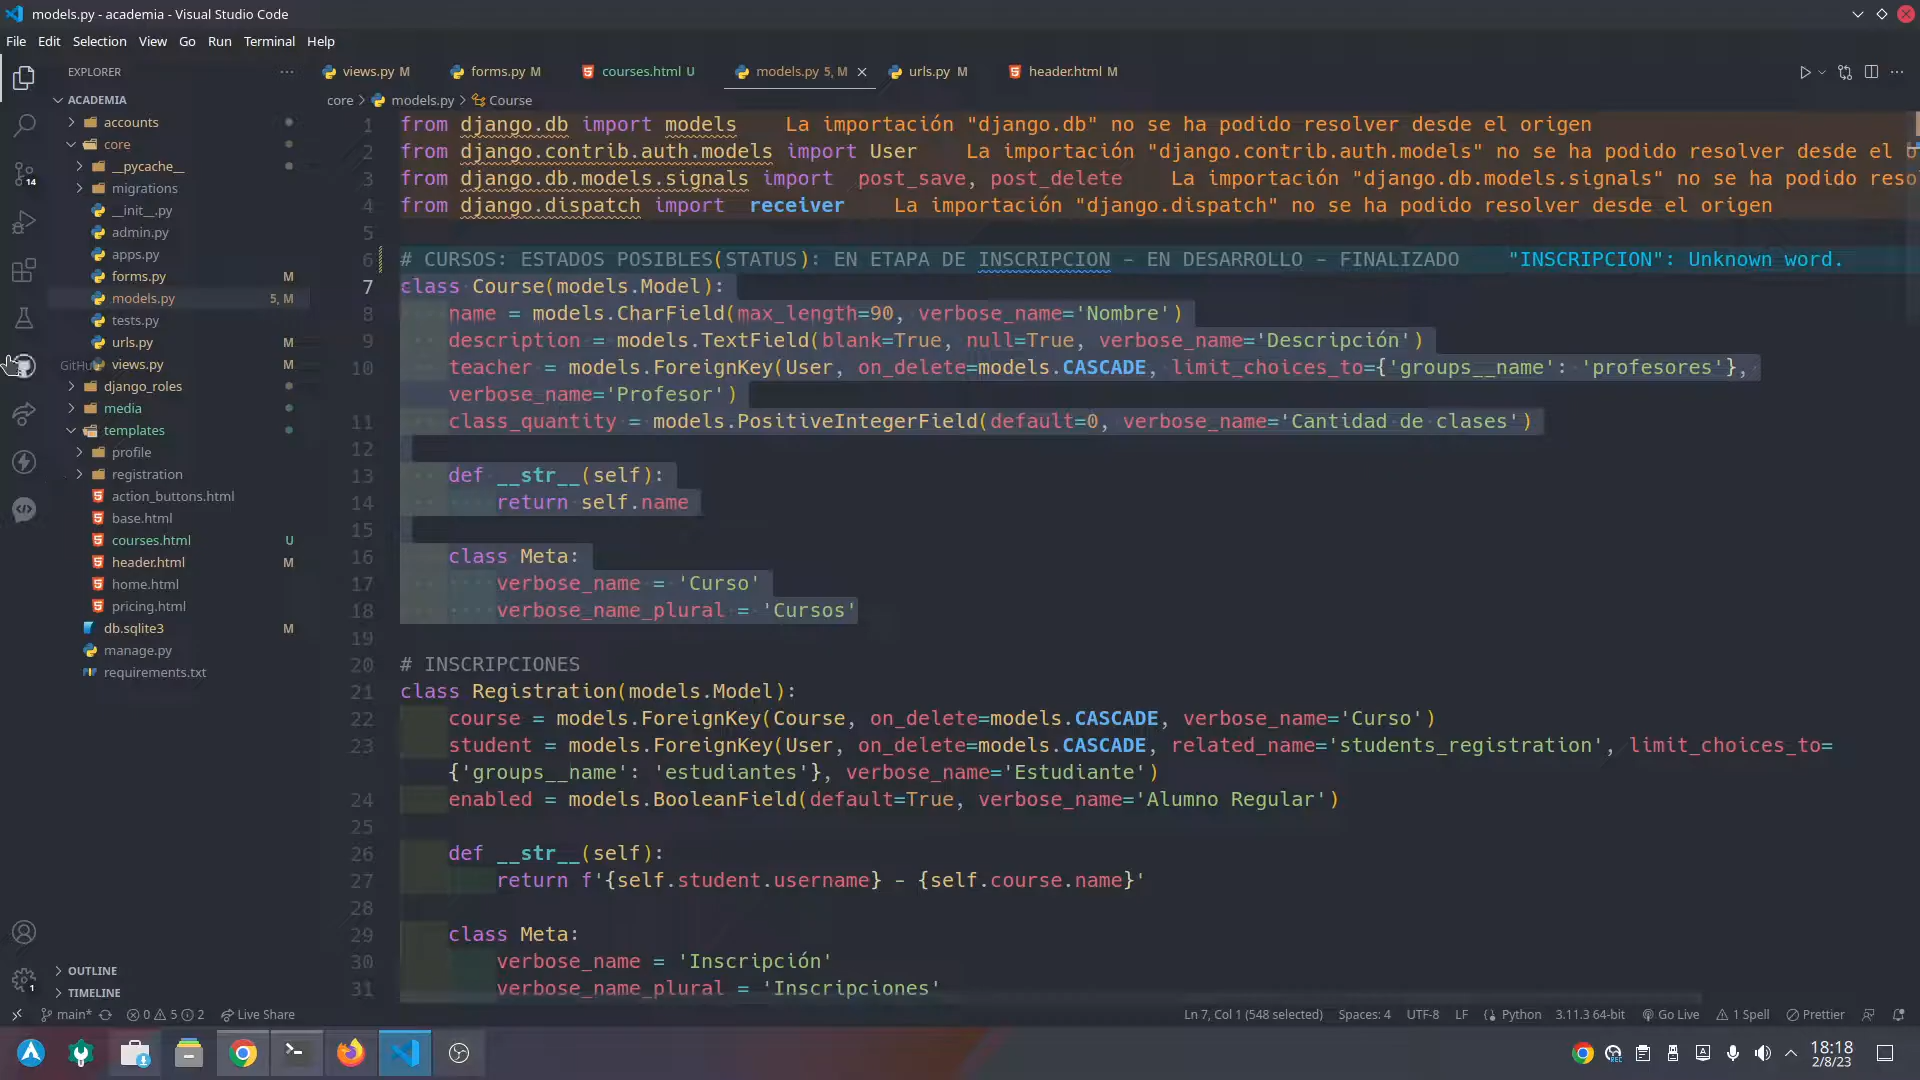 models.py - academia - Visual Studio Code
File Edit Selection View Go Run Terminal Help
EXPLORER
ACADEMIA
accounts
core
__pycache__
migrations
__init__.py
admin.py
apps.py
forms.py M
models.py 5, M
tests.py
urls.py M
GitHub
views.py M
django_roles
media
templates
profile
registration
action_buttons.html
base.html
courses.html U
header.html M
home.html
pricing.html
db.sqlite3 M
manage.py
requirements.txt
OUTLINE
TIMELINE
14
1
views.py M forms.py M courses.html U models.py 5, M urls.py M header.html M
core > models.py > Course
1 from django.db import models La importación "django.db" no se ha podido resolver desde el origen
2 from django.contrib.auth.models import User La importación "django.contrib.auth.models" no se ha podido resolver desde el o
3 from django.db.models.signals import post_save, post_delete La importación "django.db.models.signals" no se ha podido reso
4 from django.dispatch import receiver La importación "django.dispatch" no se ha podido resolver desde el origen
5
6 # CURSOS: ESTADOS POSIBLES(STATUS): EN ETAPA DE INSCRIPCION - EN DESARROLLO - FINALIZADO "INSCRIPCION": Unknown word.
7 class Course(models.Model):
8 name = models.CharField(max_length=90, verbose_name='Nombre')
9 description = models.TextField(blank=True, null=True, verbose_name='Descripción')
10 teacher = models.ForeignKey(User, on_delete=models.CASCADE, limit_choices_to={'groups__name': 'profesores'},
verbose_name='Profesor')
11 class_quantity = models.PositiveIntegerField(default=0, verbose_name='Cantidad de clases')
12
13 def __str__(self):
14 return self.name
15
16 class Meta:
17 verbose_name = 'Curso'
18 verbose_name_plural = 'Cursos'
19
20 # INSCRIPCIONES
21 class Registration(models.Model):
22 course = models.ForeignKey(Course, on_delete=models.CASCADE, verbose_name='Curso')
23 student = models.ForeignKey(User, on_delete=models.CASCADE, related_name='students_registration', limit_choices_to=
{'groups__name': 'estudiantes'}, verbose_name='Estudiante')
24 enabled = models.BooleanField(default=True, verbose_name='Alumno Regular')
25
26 def __str__(self):
27 return f'{self.student.username} - {self.course.name}'
28
29 class Meta:
30 verbose_name = 'Inscripción'
31 verbose_name_plural = 'Inscripciones'
main* 0 5 2 Live Share Ln 7, Col 1 (548 selected) Spaces: 4 UTF-8 LF Python 3.11.3 64-bit Go Live 1 Spell Prettier
18:18
2/8/23